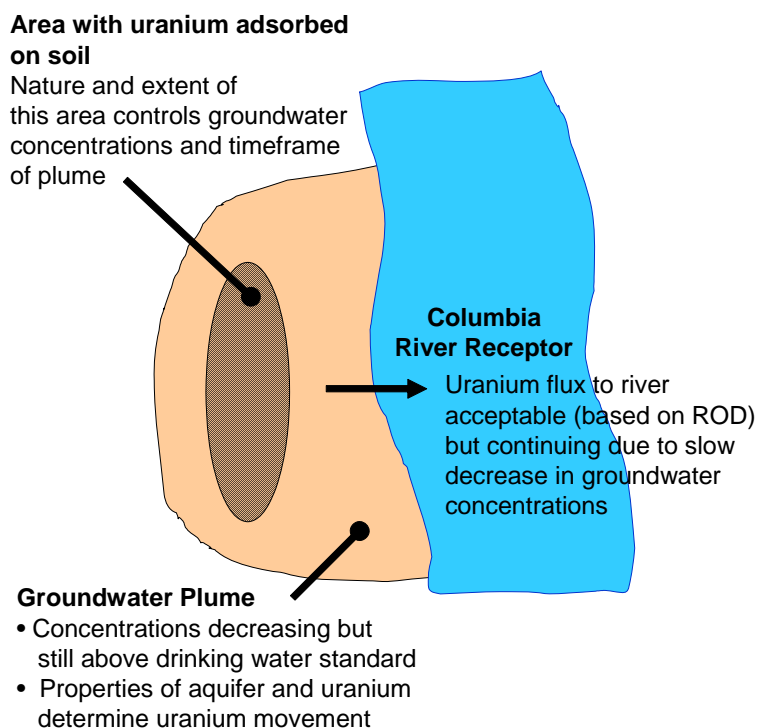 Area with uranium adsorbed
on soil
Nature and extent of
this area controls groundwater
concentrations and timeframe
of plume
Columbia
River Receptor
Uranium flux to river
acceptable (based on ROD)
but continuing due to slow
decrease in groundwater
concentrations
Groundwater Plume
• Concentrations decreasing but
still above drinking water standard
• Properties of aquifer and uranium
determine uranium movement